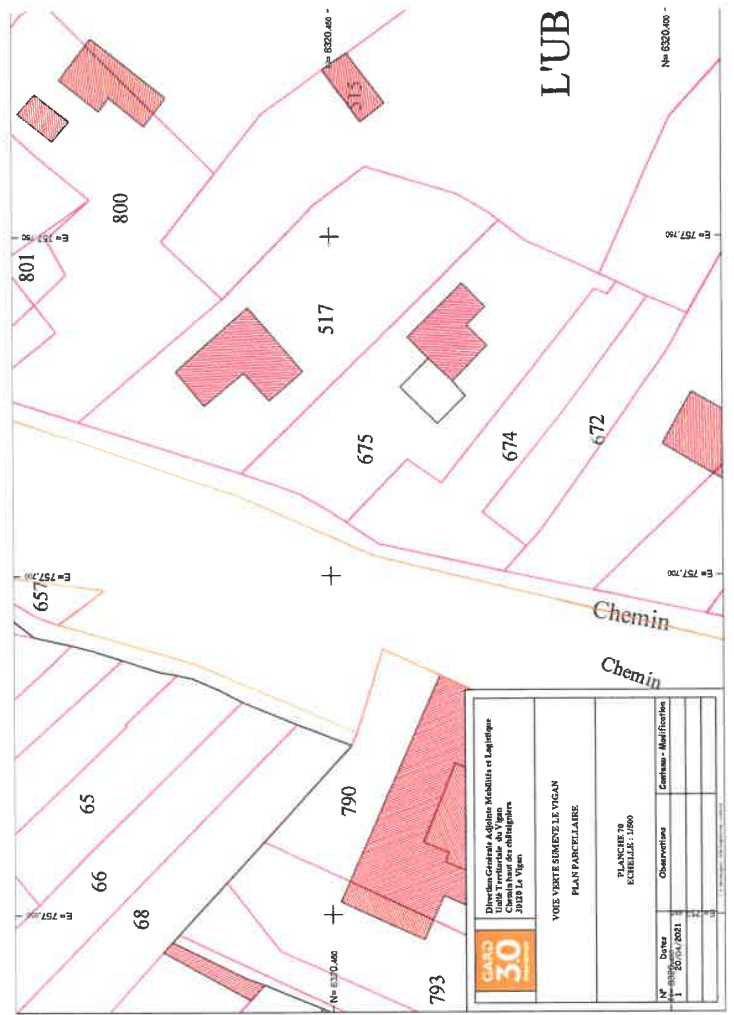 L'UB
N= 6320.450
N= 6320.400
515
800
801
E= 757.750
E= 757.750
517
675
674
672
657
E= 757.700
E= 757.700
Chemin
Chemin
65
66
68
790
793
N= 6320.450
GARD
30
Direction Générale Adjointe Mobilités et Logistique
Unité Territoriale du Vigan
Chemin haut des châtaigniers
30120 Le Vigan
VOIE VERTE SUMENE LE VIGAN
PLAN PARCELLAIRE
PLANCHE 70
ECHELLE : 1/500
N° Dates Observations Contenu - Modification
1 20/04/2021